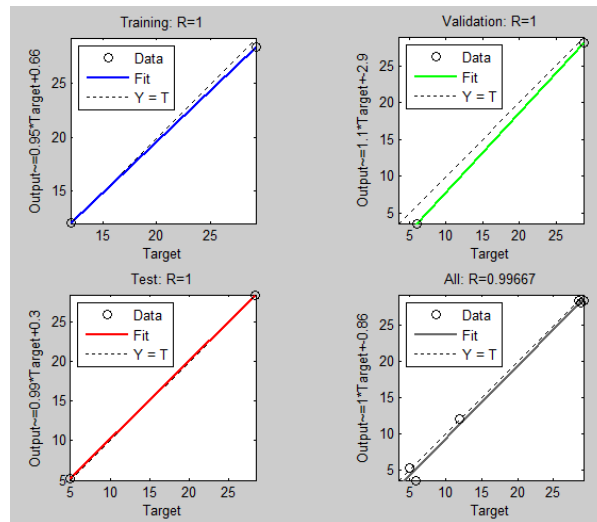 Training: R=1
Output~=0.95*Target+0.66
Data
Fit
Y = T
25
20
15
15 20 25
Target
Validation: R=1
Output~=1.1*Target+-2.9
Data
Fit
Y = T
25
20
15
10
5
5 10 15 20 25
Target
Test: R=1
Output~=0.99*Target+0.3
Data
Fit
Y = T
25
20
15
10
5
5 10 15 20 25
Target
All: R=0.99667
Output~=1*Target+-0.86
Data
Fit
Y = T
25
20
15
10
5
5 10 15 20 25
Target